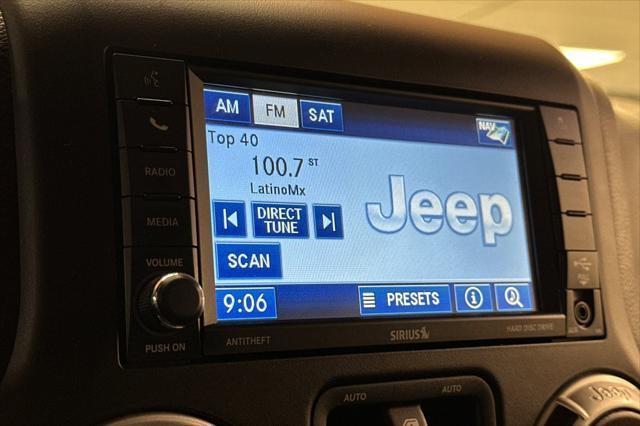 AM FM SAT
NAV
Top 40
100.7 ST
LatinoMx
Jeep
DIRECT
TUNE
SCAN
9:06 PRESETS
RADIO
MEDIA
VOLUME
PUSH ON
ANTITHEFT SIRIUS HARD DISC DRIVE
AUTO AUTO
Jeep